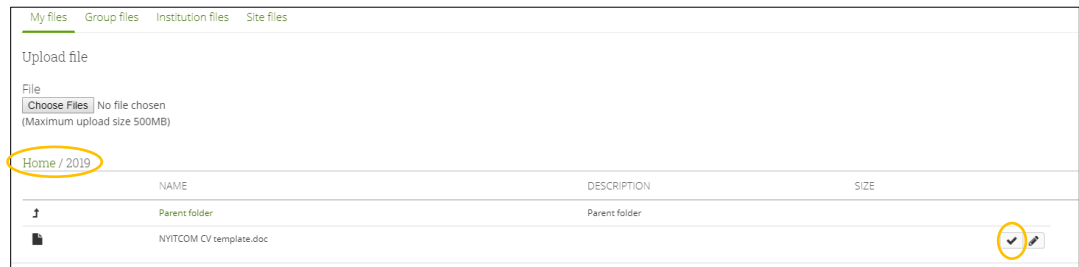 My files Group files Institution files Site files
Upload file
File
Choose Files No file chosen
(Maximum upload size 500MB)
Home / 2019
NAME DESCRIPTION SIZE
Parent folder Parent folder
NYITCOM CV template.doc